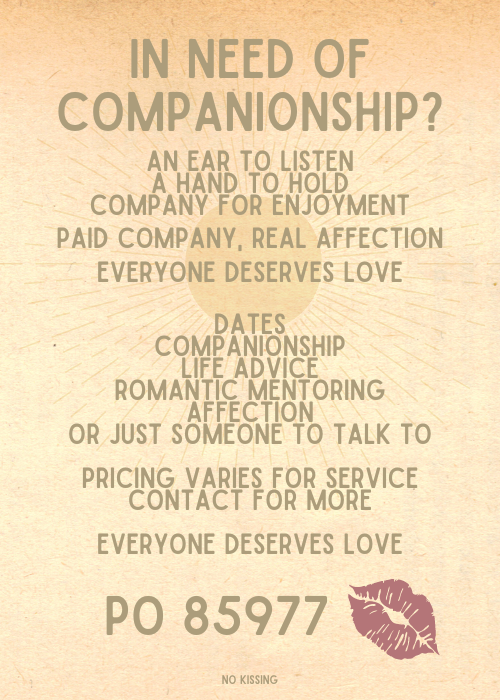 IN NEED OF
COMPANIONSHIP?
AN EAR TO LISTEN
A HAND TO HOLD
COMPANY FOR ENJOYMENT
PAID COMPANY, REAL AFFECTION
EVERYONE DESERVES LOVE
DATES
COMPANIONSHIP
LIFE ADVICE
ROMANTIC MENTORING
AFFECTION
OR JUST SOMEONE TO TALK TO
PRICING VARIES FOR SERVICE
CONTACT FOR MORE
EVERYONE DESERVES LOVE
PO 85977
NO KISSING